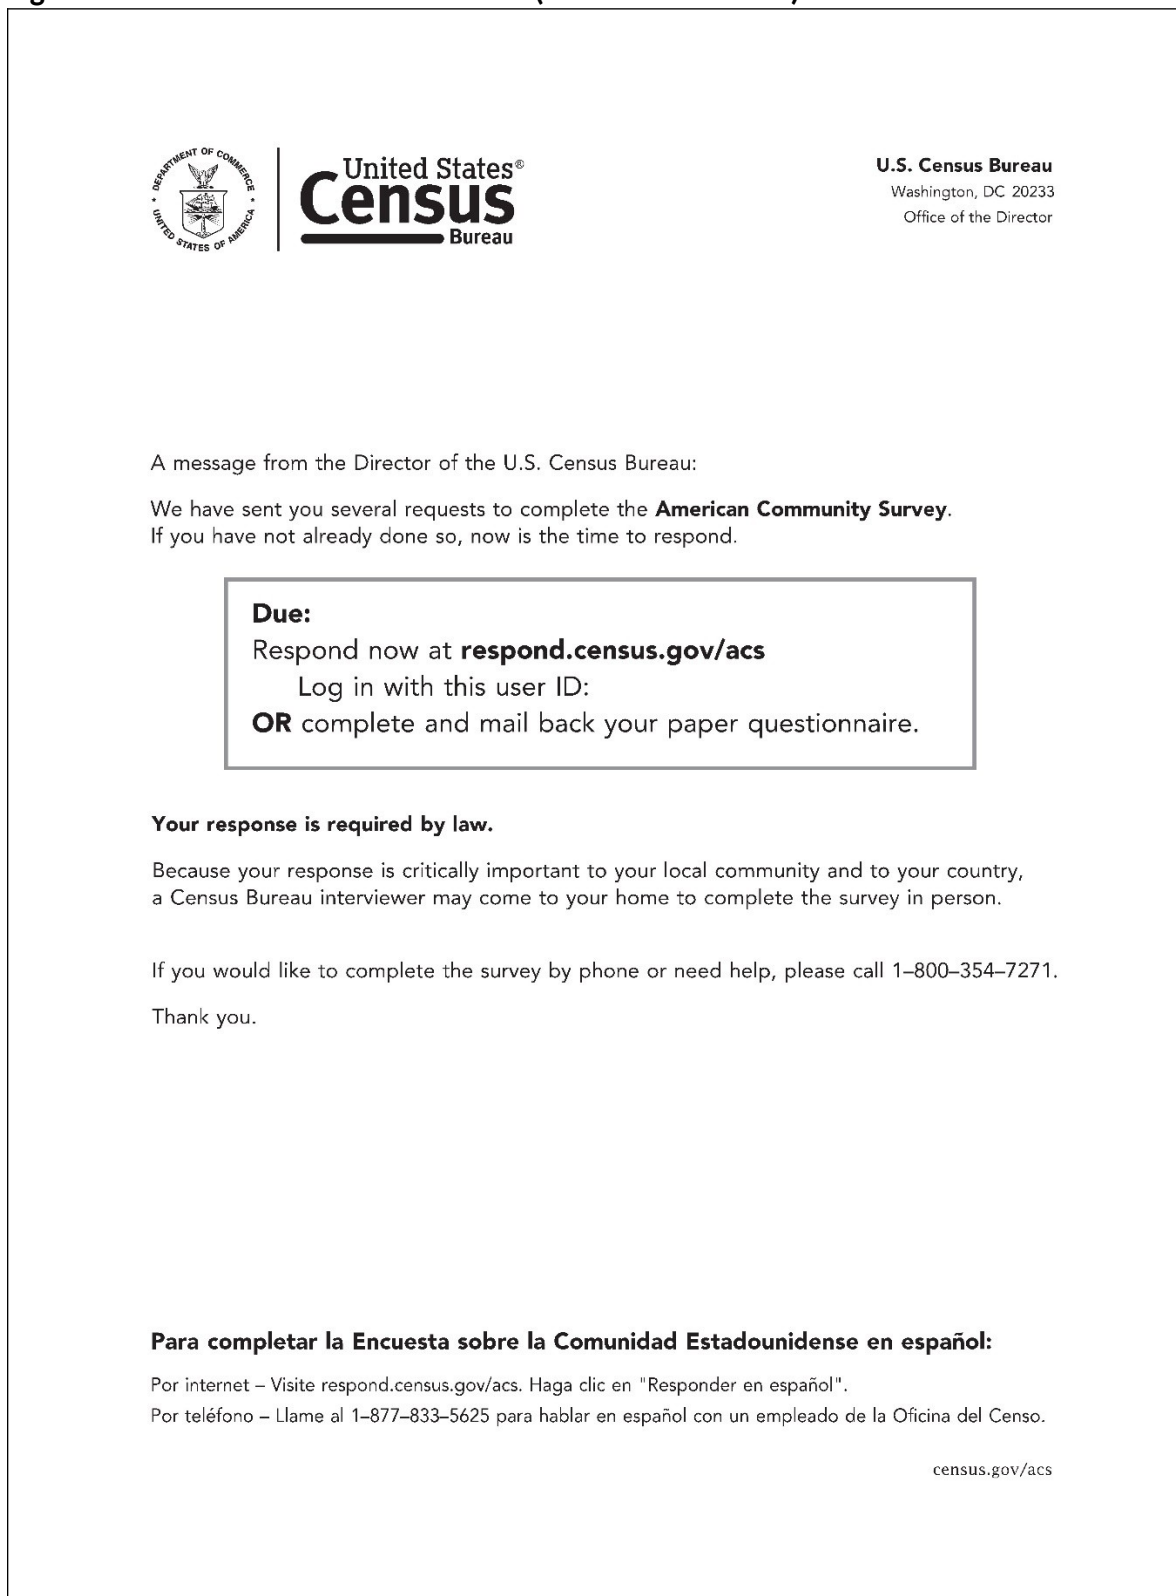 DEPARTMENT OF COMMERCE
UNITED STATES OF AMERICA
United States®
Census
Bureau
U.S. Census Bureau
Washington, DC 20233
Office of the Director
A message from the Director of the U.S. Census Bureau:
We have sent you several requests to complete the American Community Survey.
If you have not already done so, now is the time to respond.
Due:
Respond now at respond.census.gov/acs
Log in with this user ID:
OR complete and mail back your paper questionnaire.
Your response is required by law.
Because your response is critically important to your local community and to your country,
a Census Bureau interviewer may come to your home to complete the survey in person.
If you would like to complete the survey by phone or need help, please call 1–800–354–7271.
Thank you.
Para completar la Encuesta sobre la Comunidad Estadounidense en español:
Por internet – Visite respond.census.gov/acs. Haga clic en "Responder en español".
Por teléfono – Llame al 1–877–833–5625 para hablar en español con un empleado de la Oficina del Censo.
census.gov/acs